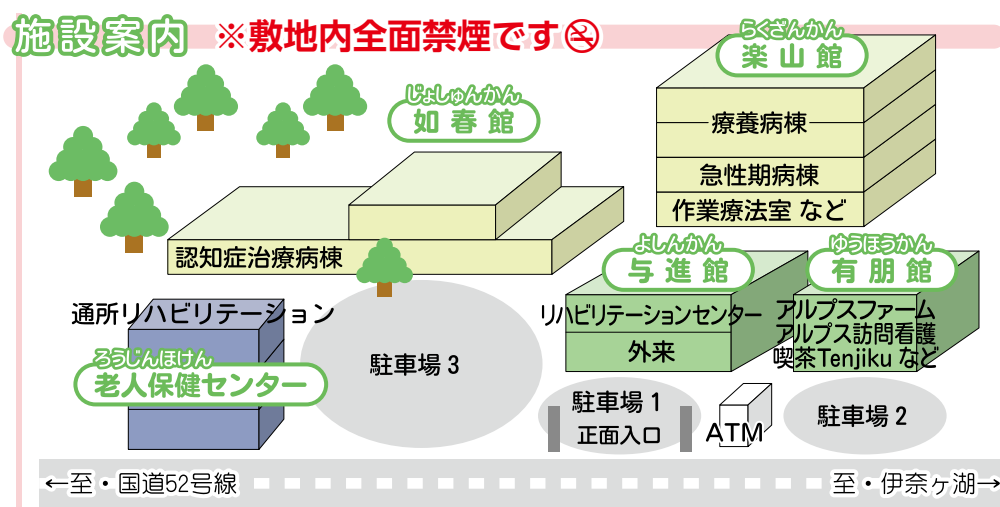 施設案内 ※敷地内全面禁煙です
らくざんかん
楽山館
療養病棟
急性期病棟
作業療法室 など
じょしゅんかん
如春館
認知症治療病棟
よしんかん
与進館
リハビリテーションセンター
外来
ゆうほうかん
有朋館
アルプスファーム
アルプス訪問看護
喫茶Tenjiku など
通所リハビリテーション
ろうじんほけん
老人保健センター
駐車場3
駐車場1
正面入口
ATM
駐車場2
←至・国道52号線
至・伊奈ヶ湖→